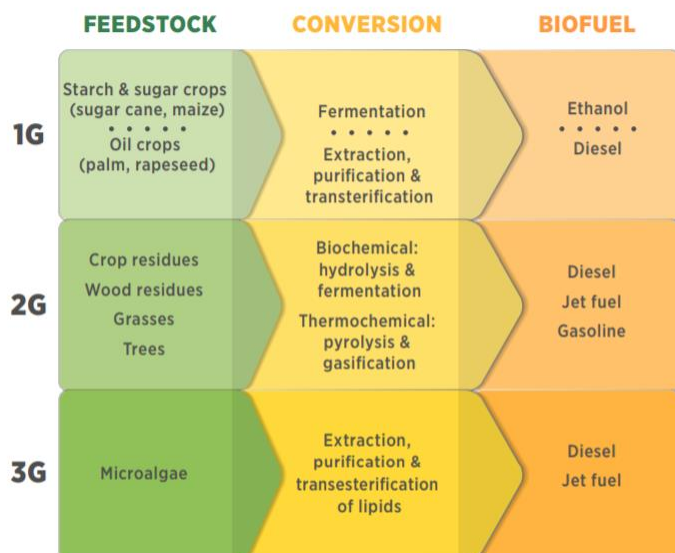 FEEDSTOCK CONVERSION BIOFUEL
1G
Starch & sugar crops
(sugar cane, maize)
Oil crops
(palm, rapeseed)
Fermentation
Extraction,
purification &
transterification
Ethanol
Diesel
2G
Crop residues
Wood residues
Grasses
Trees
Biochemical:
hydrolysis &
fermentation
Thermochemical:
pyrolysis &
gasification
Diesel
Jet fuel
Gasoline
3G
Microalgae
Extraction,
purification &
transesterification
of lipids
Diesel
Jet fuel